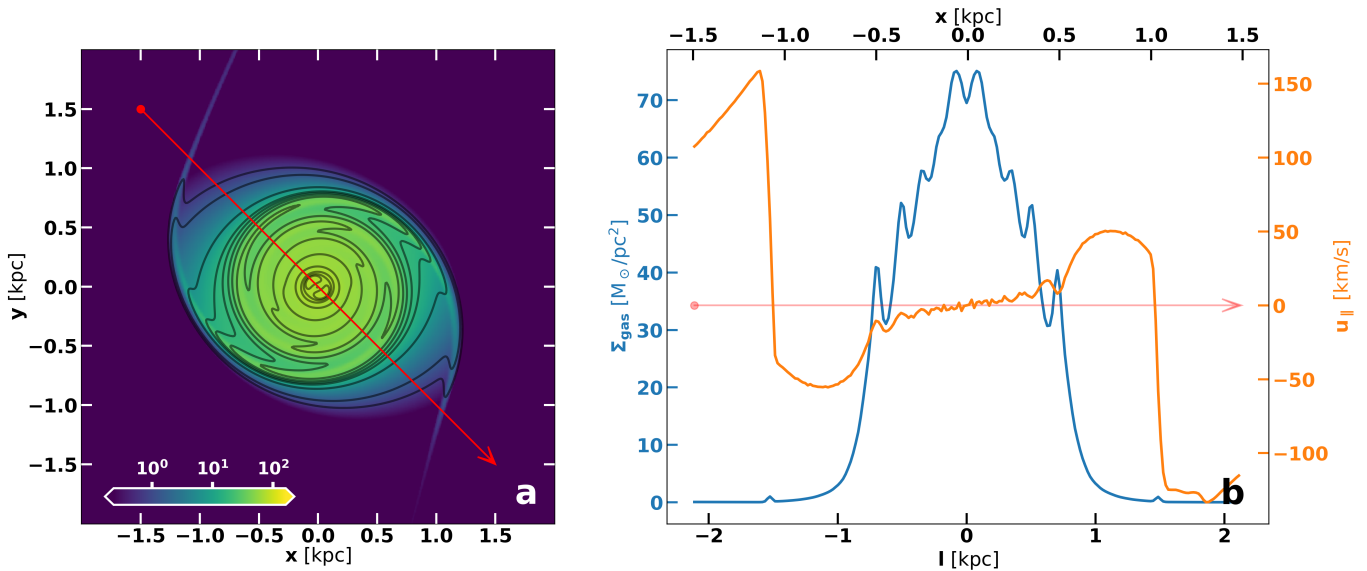 1.5
1.0
0.5
0.0
−0.5
−1.0
−1.5
y [kpc]
10⁰ 10¹ 10²
a
−1.5 −1.0 −0.5 0.0 0.5 1.0 1.5
x [kpc]
x [kpc]
−1.5 −1.0 −0.5 0.0 0.5 1.0 1.5
70
60
50
40
30
20
10
0
Σgas [M⊙/pc²]
150
100
50
0
−50
−100
u∥ [km/s]
b
−2 −1 0 1 2
l [kpc]